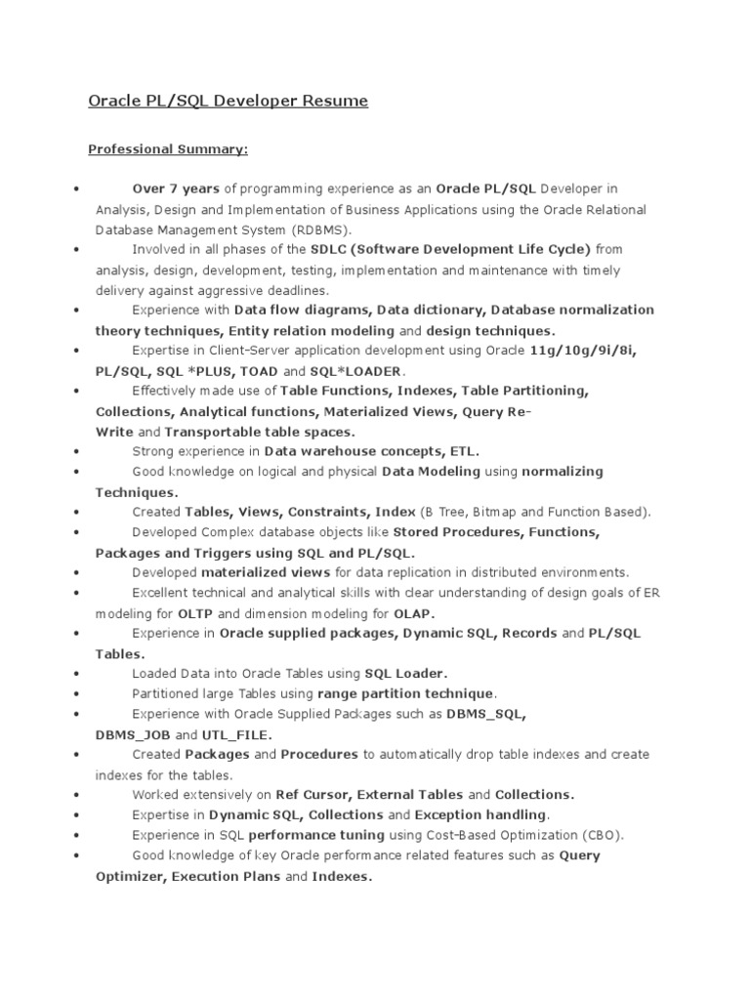 Oracle PL/SQL Developer Resume
Professional Summary:
• Over 7 years of programming experience as an Oracle PL/SQL Developer in
Analysis, Design and Implementation of Business Applications using the Oracle Relational
Database Management System (RDBMS).
• Involved in all phases of the SDLC (Software Development Life Cycle) from
analysis, design, development, testing, implementation and maintenance with timely
delivery against aggressive deadlines.
• Experience with Data flow diagrams, Data dictionary, Database normalization
theory techniques, Entity relation modeling and design techniques.
• Expertise in Client-Server application development using Oracle 11g/10g/9i/8i,
PL/SQL, SQL *PLUS, TOAD and SQL*LOADER.
• Effectively made use of Table Functions, Indexes, Table Partitioning,
Collections, Analytical functions, Materialized Views, Query Re-
Write and Transportable table spaces.
• Strong experience in Data warehouse concepts, ETL.
• Good knowledge on logical and physical Data Modeling using normalizing
Techniques.
• Created Tables, Views, Constraints, Index (B Tree, Bitmap and Function Based).
• Developed Complex database objects like Stored Procedures, Functions,
Packages and Triggers using SQL and PL/SQL.
• Developed materialized views for data replication in distributed environments.
• Excellent technical and analytical skills with clear understanding of design goals of ER
modeling for OLTP and dimension modeling for OLAP.
• Experience in Oracle supplied packages, Dynamic SQL, Records and PL/SQL
Tables.
• Loaded Data into Oracle Tables using SQL Loader.
• Partitioned large Tables using range partition technique.
• Experience with Oracle Supplied Packages such as DBMS_SQL,
DBMS_JOB and UTL_FILE.
• Created Packages and Procedures to automatically drop table indexes and create
indexes for the tables.
• Worked extensively on Ref Cursor, External Tables and Collections.
• Expertise in Dynamic SQL, Collections and Exception handling.
• Experience in SQL performance tuning using Cost-Based Optimization (CBO).
• Good knowledge of key Oracle performance related features such as Query
Optimizer, Execution Plans and Indexes.